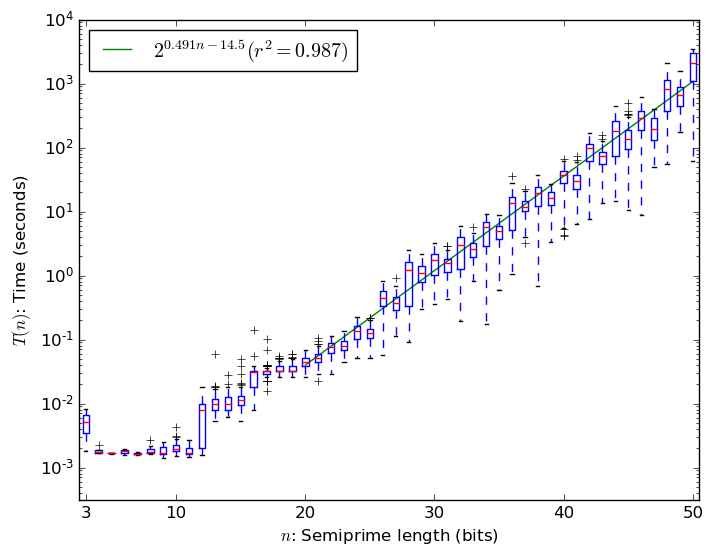 2^{0.491n−14.5}(r^2 = 0.987)
10^4
10^3
10^2
10^1
10^0
10^{-1}
10^{-2}
10^{-3}
T(n): Time (seconds)
3 10 20 30 40 50
n: Semiprime length (bits)